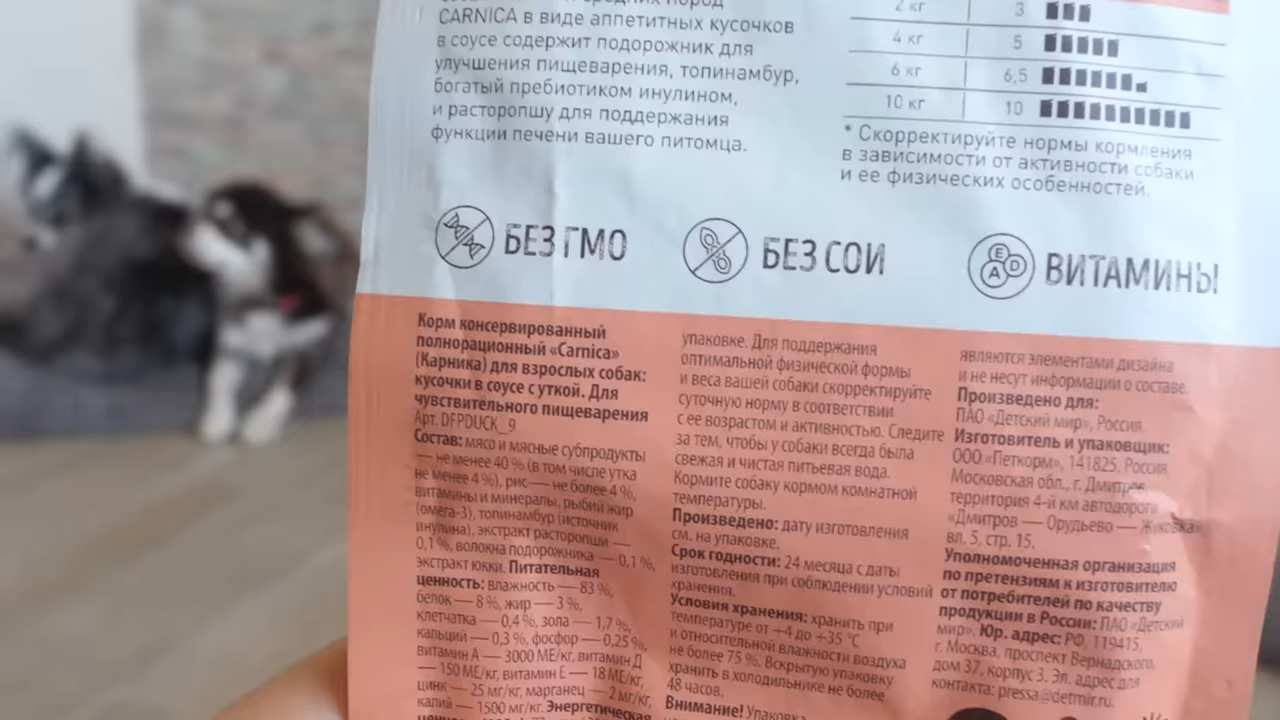 CARNICA в виде аппетитных кусочков
в соусе содержит подорожник для
улучшения пищеварения, топинамбур,
богатый пребиотиком инулином,
и расторопшу для поддержания
функции печени вашего питомца.
2 кг 3
4 кг 5
6 кг 6,5
10 кг 10
* Скорректируйте нормы кормления
в зависимости от активности собаки
и ее физических особенностей.
БЕЗ ГМО
БЕЗ СОИ
E A D
ВИТАМИНЫ
Корм консервированный
полнорационный «Carnica»
(Карника) для взрослых собак:
кусочки в соусе с уткой. Для
чувствительного пищеварения
Арт. DFPDUCK_9
Состав: мясо и мясные субпродукты
— не менее 40 % (в том числе утка
не менее 4 %), рис — не более 4 %,
витамины и минералы, рыбий жир
(омега-3), топинамбур (источник
инулина), экстракт расторопши —
0,1 %, волокна подорожника — 0,1 %,
экстракт юкки. Питательная
ценность: влажность — 83 %,
белок — 8 %, жир — 3 %,
клетчатка — 0,4 %, зола — 1,7 %,
кальций — 0,3 %, фосфор — 0,25 %,
витамин А — 3000 МЕ/кг, витамин Д
— 150 МЕ/кг, витамин Е — 18 МЕ/кг,
цинк — 25 мг/кг, марганец — 2 мг/кг,
калий — 1500 мг/кг. Энергетическая
упаковке. Для поддержания
оптимальной физической формы
и веса вашей собаки скорректируйте
суточную норму в соответствии
с ее возрастом и активностью. Следите
за тем, чтобы у собаки всегда была
свежая и чистая питьевая вода.
Кормите собаку кормом комнатной
температуры.
Произведено: дату изготовления
см. на упаковке.
Срок годности: 24 месяца с даты
изготовления при соблюдении условий
хранения.
Условия хранения: хранить при
температуре от +4 до +35 °С
и относительной влажности воздуха
не более 75 %. Вскрытую упаковку
хранить в холодильнике не более
48 часов.
Внимание! Упаковка
являются элементами дизайна
и не несут информации о составе.
Произведено для:
ПАО «Детский мир», Россия.
Изготовитель и упаковщик:
ООО «Петкорм», 141825, Россия,
Московская обл., г. Дмитров,
территория 4-й км автодороги
«Дмитров — Орудьево — Жуковка»
вл. 5, стр. 15.
Уполномоченная организация
по претензиям к изготовителю
от потребителей по качеству
продукции в России: ПАО «Детский
мир». Юр. адрес: РФ, 119415,
г. Москва, проспект Вернадского,
дом 37, корпус 3. Эл. адрес для
контакта: pressa@detmir.ru.